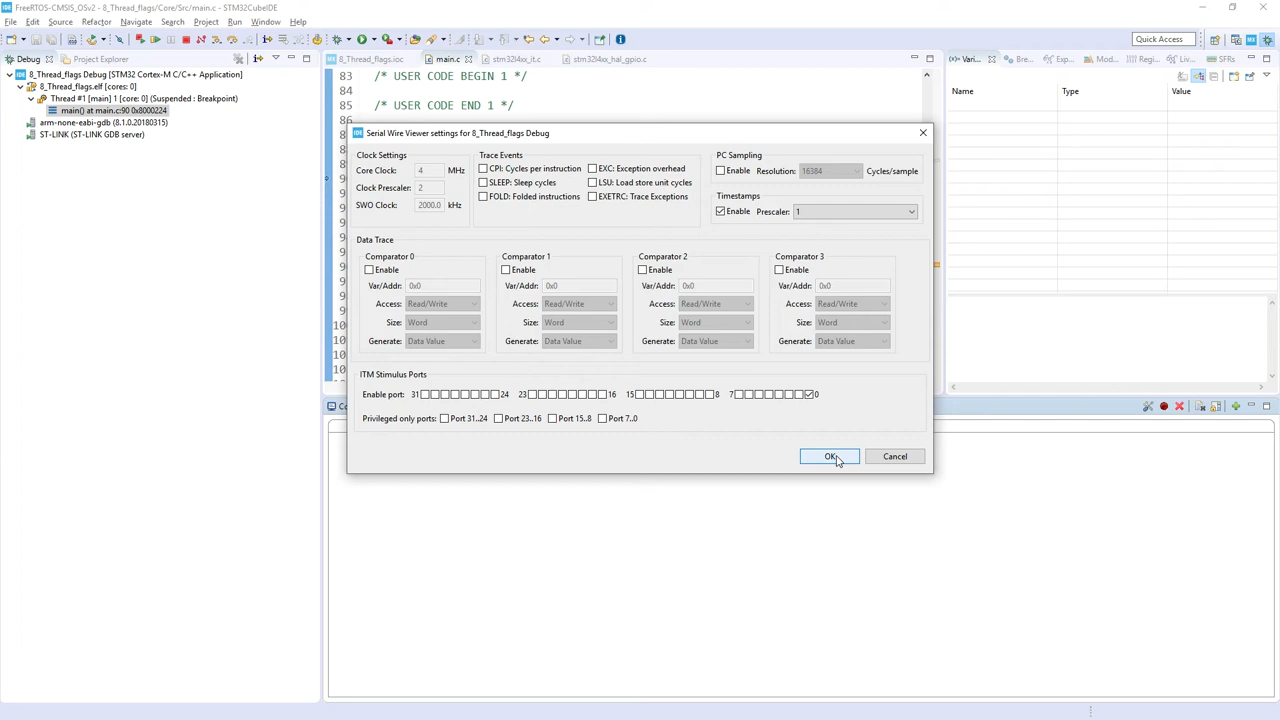 FreeRTOS-CMSIS_OSv2 - 8_Thread_flags/Core/Src/main.c - STM32CubeIDE
File Edit Source Refactor Navigate Search Project Run Window Help
Quick Access
Debug Project Explorer
8_Thread_flags Debug [STM32 Cortex-M C/C++ Application]
8_Thread_flags.elf [cores: 0]
Thread #1 [main] 1 [core: 0] (Suspended : Breakpoint)
main() at main.c:90 0x8000224
arm-none-eabi-gdb (8.1.0.20180315)
ST-LINK (ST-LINK GDB server)
8_Thread_flags.ioc main.c stm32l4xx_it.c stm32l4xx_hal_gpio.c
83 /* USER CODE BEGIN 1 */
84
85 /* USER CODE END 1 */
Vari... Bre... Exp... Mod... Regi... Liv... SFRs
Name Type Value
IDE Serial Wire Viewer settings for 8_Thread_flags Debug
Clock Settings
Core Clock: 4 MHz
Clock Prescaler: 2
SWO Clock: 2000.0 kHz
Trace Events
CPI: Cycles per instruction EXC: Exception overhead
SLEEP: Sleep cycles LSU: Load store unit cycles
FOLD: Folded instructions EXETRC: Trace Exceptions
PC Sampling
Enable Resolution: 16384 Cycles/sample
Timestamps
Enable Prescaler: 1
Data Trace
Comparator 0 Comparator 1 Comparator 2 Comparator 3
Enable Enable Enable Enable
Var/Addr: 0x0 Var/Addr: 0x0 Var/Addr: 0x0 Var/Addr: 0x0
Access: Read/Write Access: Read/Write Access: Read/Write Access: Read/Write
Size: Word Size: Word Size: Word Size: Word
Generate: Data Value Generate: Data Value Generate: Data Value Generate: Data Value
ITM Stimulus Ports
Enable port: 31 24 23 16 15 8 7 0
Privileged only ports: Port 31..24 Port 23..16 Port 15..8 Port 7..0
OK Cancel